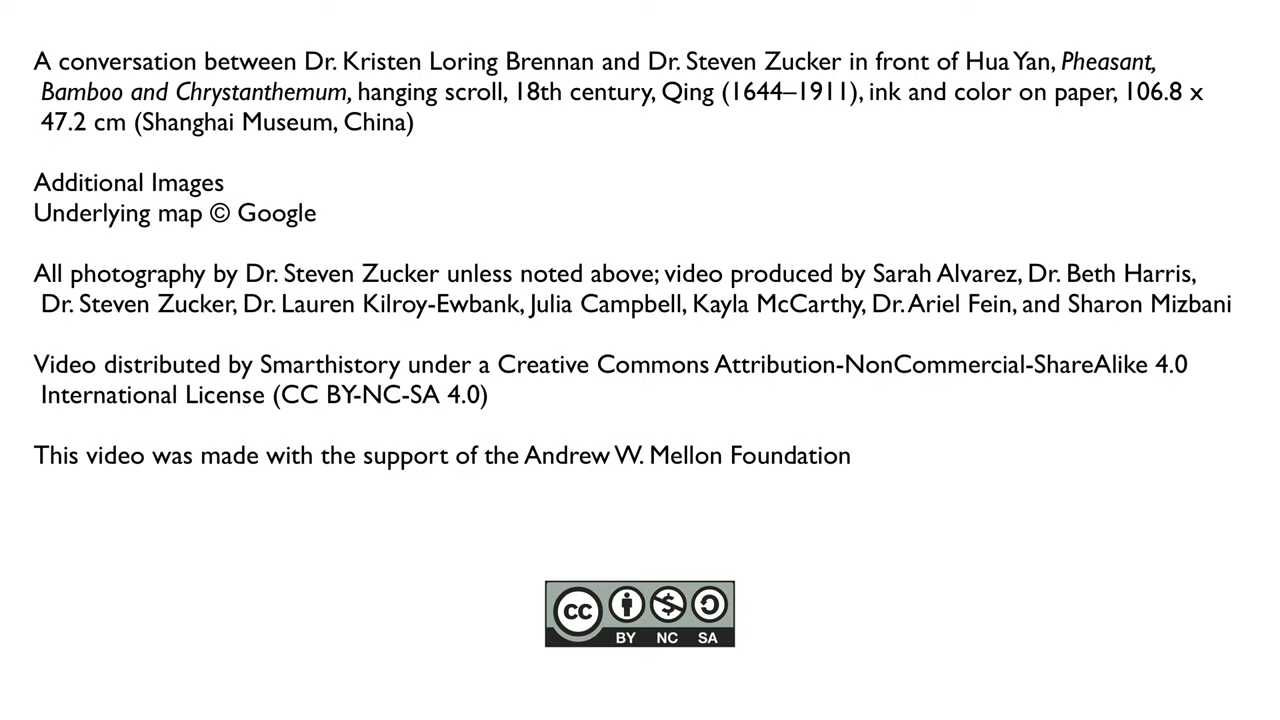 A conversation between Dr. Kristen Loring Brennan and Dr. Steven Zucker in front of Hua Yan, Pheasant,
Bamboo and Chrystanthemum, hanging scroll, 18th century, Qing (1644–1911), ink and color on paper, 106.8 x
47.2 cm (Shanghai Museum, China)
Additional Images
Underlying map © Google
All photography by Dr. Steven Zucker unless noted above; video produced by Sarah Alvarez, Dr. Beth Harris,
Dr. Steven Zucker, Dr. Lauren Kilroy-Ewbank, Julia Campbell, Kayla McCarthy, Dr. Ariel Fein, and Sharon Mizbani
Video distributed by Smarthistory under a Creative Commons Attribution-NonCommercial-ShareAlike 4.0
International License (CC BY-NC-SA 4.0)
This video was made with the support of the Andrew W. Mellon Foundation
cc
BY NC SA